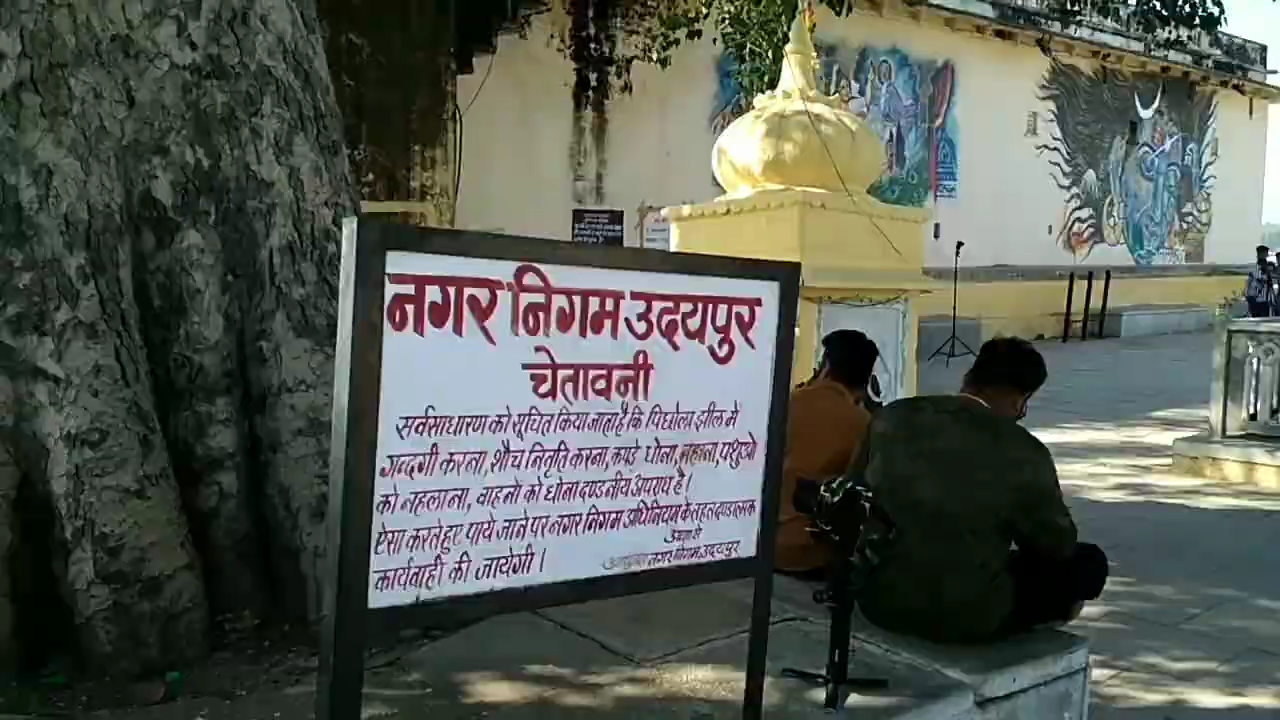 नगर निगम उदयपुर
चेतावनी
सर्वसाधारण को सूचित किया जाता है कि पिछोला झील में
गन्दगी करना, शौच निवृति करना, कपडे धोना, नहाना, पशुओ
को नहलाना, वाहनो को धोना दण्डनीय अपराध है।
ऐसा करते हुए पाये जाने पर नगर निगम अधिनियम के तहत दण्डात्मक
कार्यवाही की जायेगी।
आज्ञा से
नगर निगम, उदयपुर